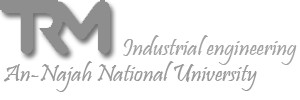 TRM Industrial engineering
An-Najah National University